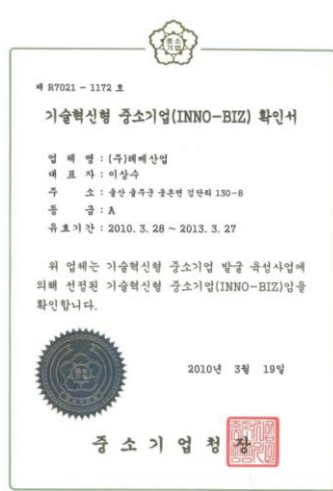 중소
기업
제 R7021 - 1172 호
기술혁신형 중소기업(INNO-BIZ) 확인서
업 체 명 : (주)레베산업
대 표 자 : 이상수
주 소 : 울산 울주군 웅촌면 검단리 130-8
등 급 : A
유효기간 : 2010. 3. 28 ~ 2013. 3. 27
위 업체는 기술혁신형 중소기업 발굴 육성사업에
의해 선정된 기술혁신형 중소기업(INNO-BIZ)임을
확인합니다.
2010년 3월 19일
중 소 기 업 청 장